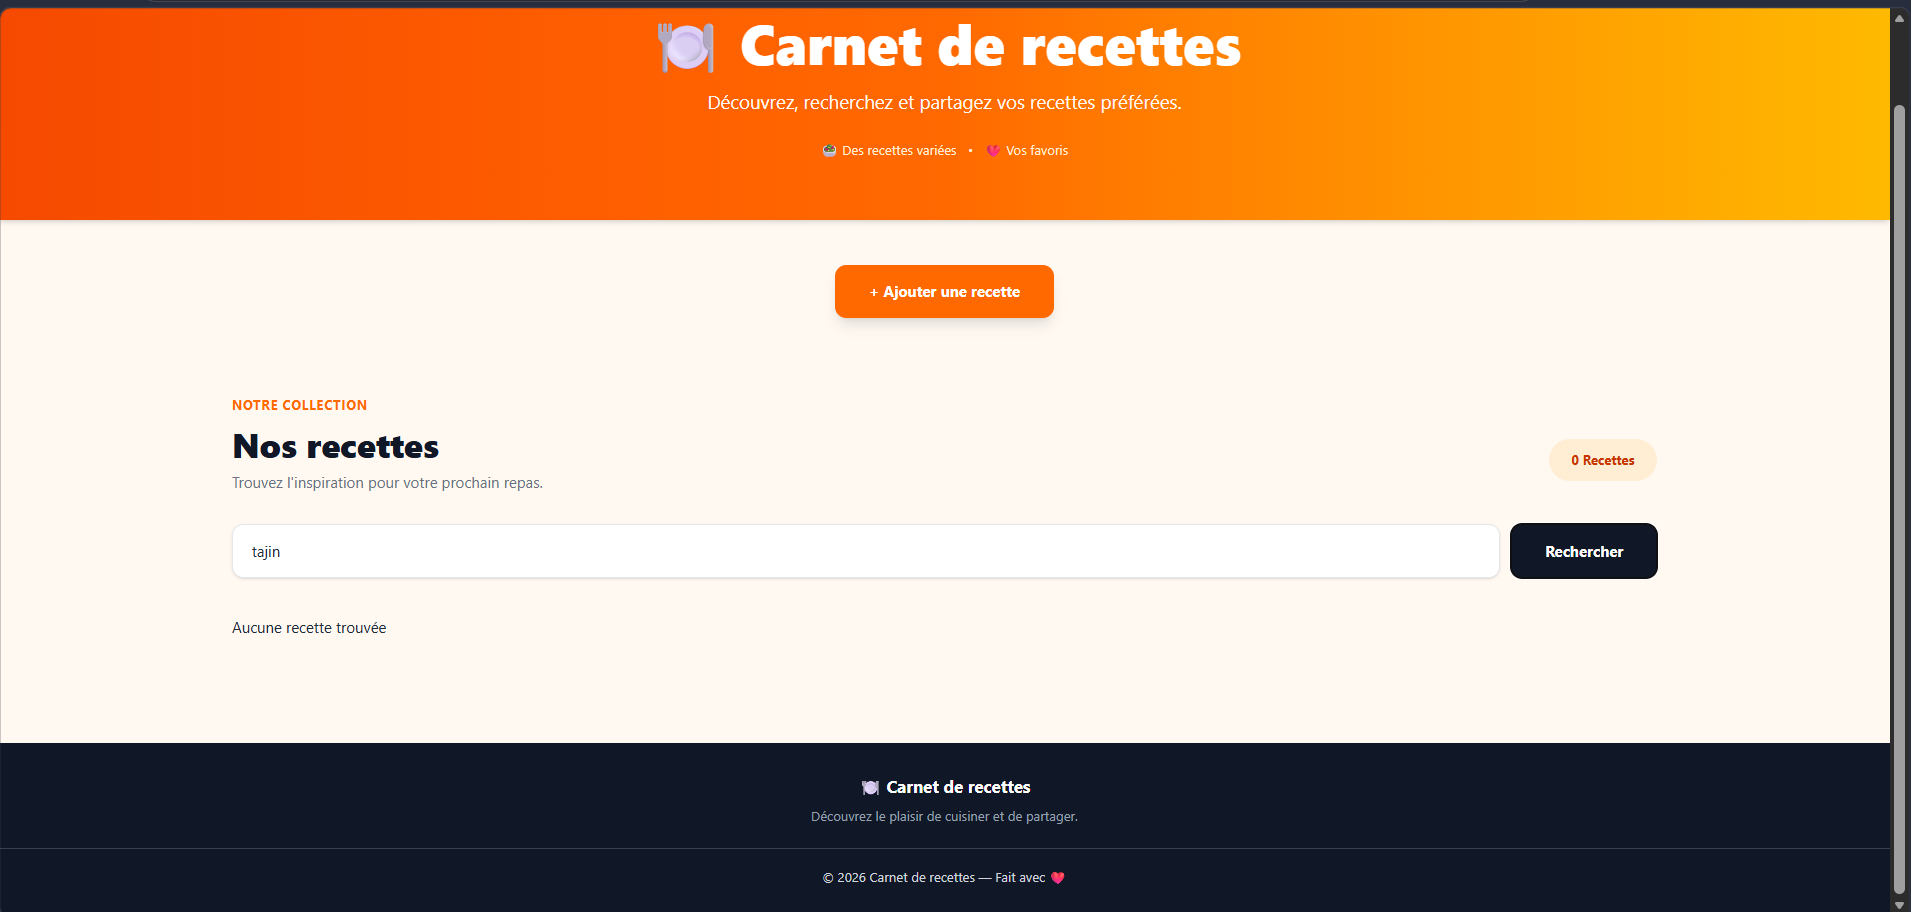 Carnet de recettes
Découvrez, recherchez et partagez vos recettes préférées.
Des recettes variées • Vos favoris
+ Ajouter une recette
NOTRE COLLECTION
Nos recettes
Trouvez l'inspiration pour votre prochain repas.
0 Recettes
tajin
Rechercher
Aucune recette trouvée
Carnet de recettes
Découvrez le plaisir de cuisiner et de partager.
© 2026 Carnet de recettes — Fait avec